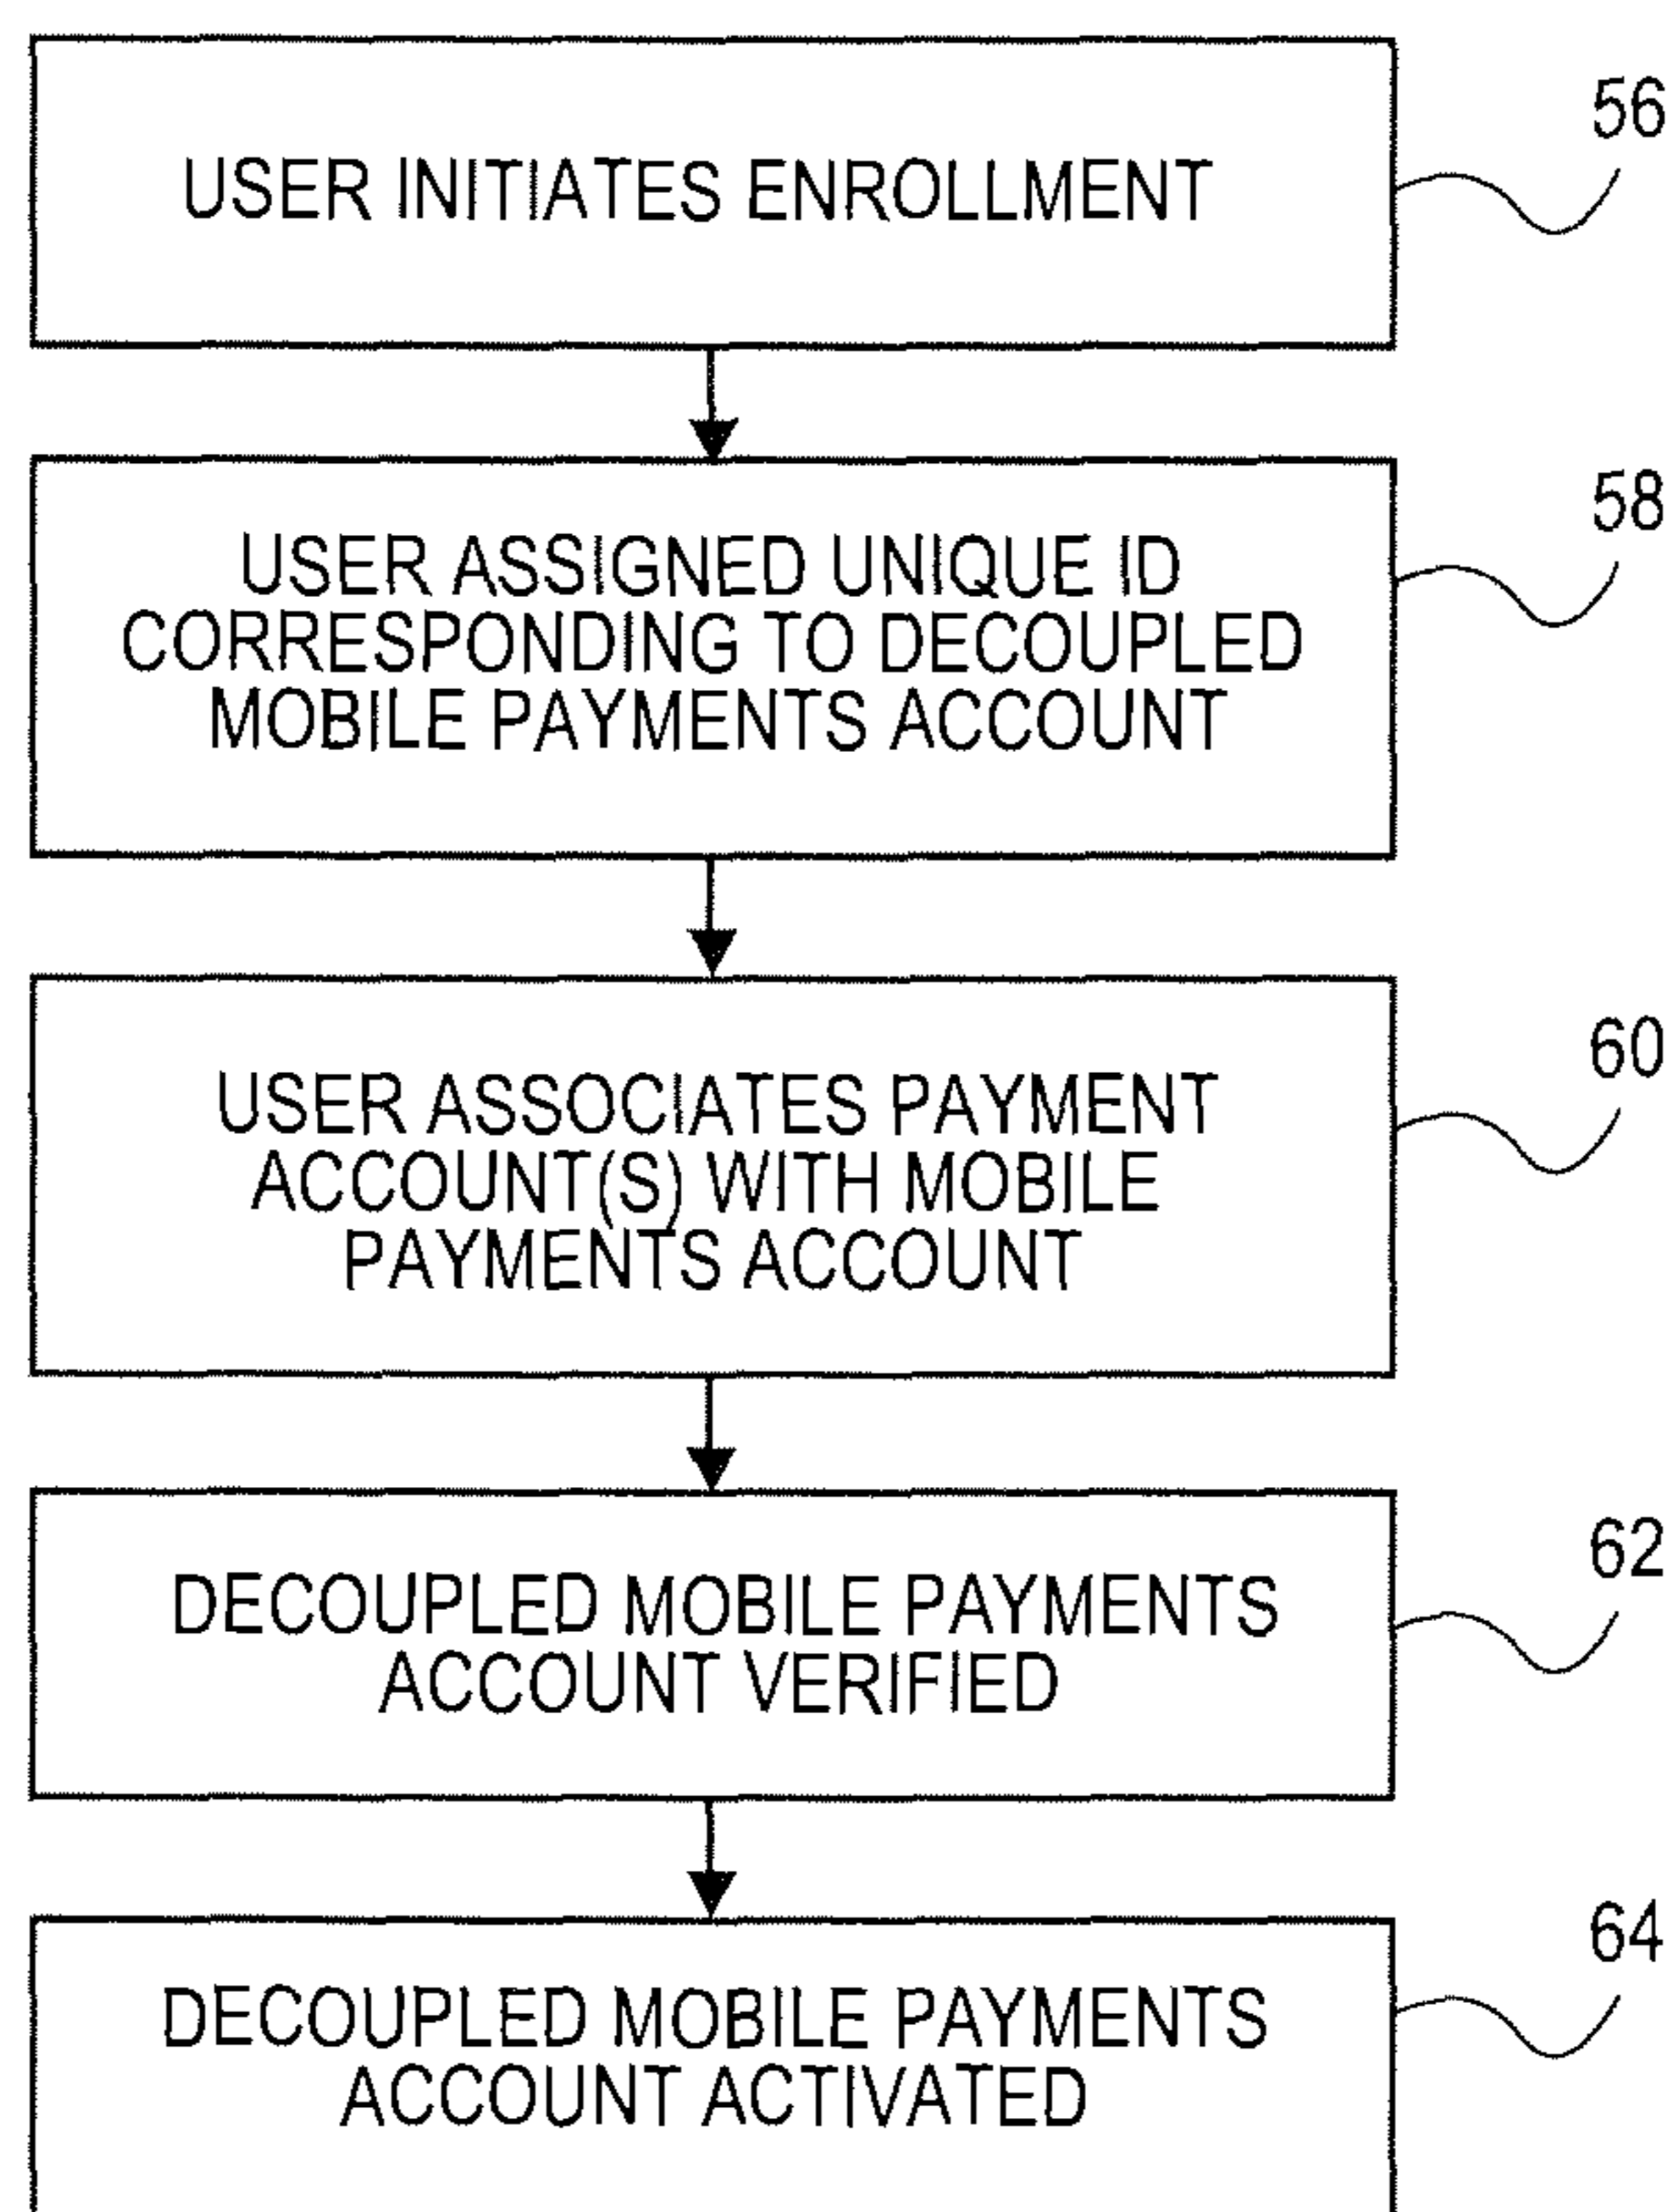 USER INITIATES ENROLLMENT
56
USER ASSIGNED UNIQUE ID
CORRESPONDING TO DECOUPLED
MOBILE PAYMENTS ACCOUNT
58
USER ASSOCIATES PAYMENT
ACCOUNT(S) WITH MOBILE
PAYMENTS ACCOUNT
60
DECOUPLED MOBILE PAYMENTS
ACCOUNT VERIFIED
62
DECOUPLED MOBILE PAYMENTS
ACCOUNT ACTIVATED
64